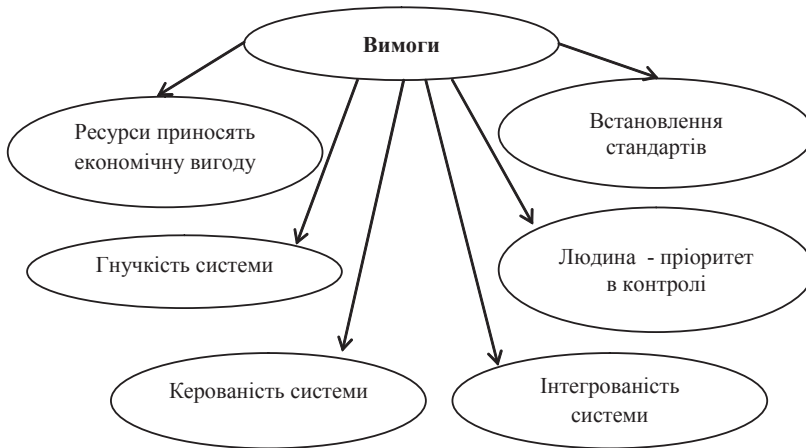 Вимоги
Ресурси приносять
економічну вигоду
Встановлення
стандартів
Гнучкість системи
Людина - пріоритет
в контролі
Керованість системи
Інтегрованість
системи